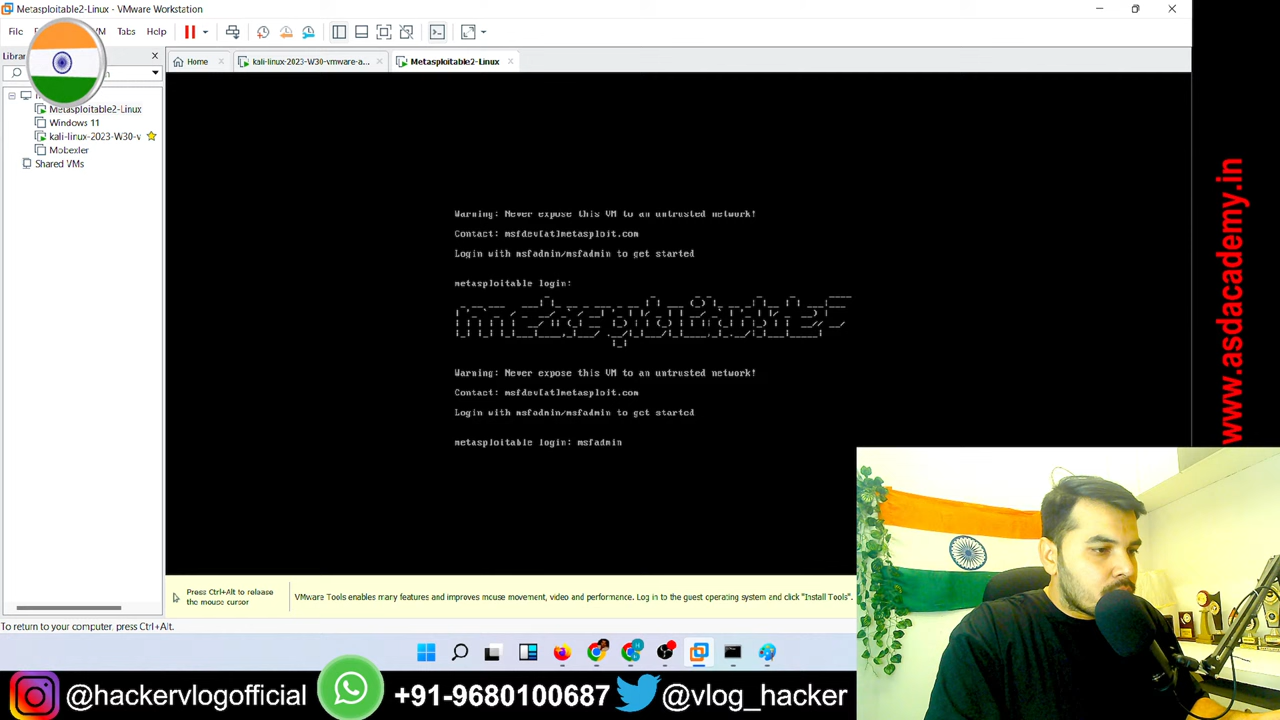 Metasploitable2-Linux - VMware Workstation
File
VM
Tabs
Help
Home
kali-linux-2023-W30-vmware-a...
Metasploitable2-Linux
Metasploitable2-Linux
Windows 11
kali-linux-2023-W30-v
Mobexler
Shared VMs
Warning: Never expose this VM to an untrusted network!
Contact: msfdev[at]metasploit.com
Login with msfadmin/msfadmin to get started
metasploitable login:
metasploitable2
Warning: Never expose this VM to an untrusted network!
Contact: msfdev[at]metasploit.com
Login with msfadmin/msfadmin to get started
metasploitable login: msfadmin
Press Ctrl+Alt to release
the mouse cursor
VMware Tools enables many features and improves mouse movement, video and performance. Log in to the guest operating system and click "Install Tools".
To return to your computer, press Ctrl+Alt.
www.asdacademy.in
@hackervlogofficial
+91-9680100687
@vlog_hacker